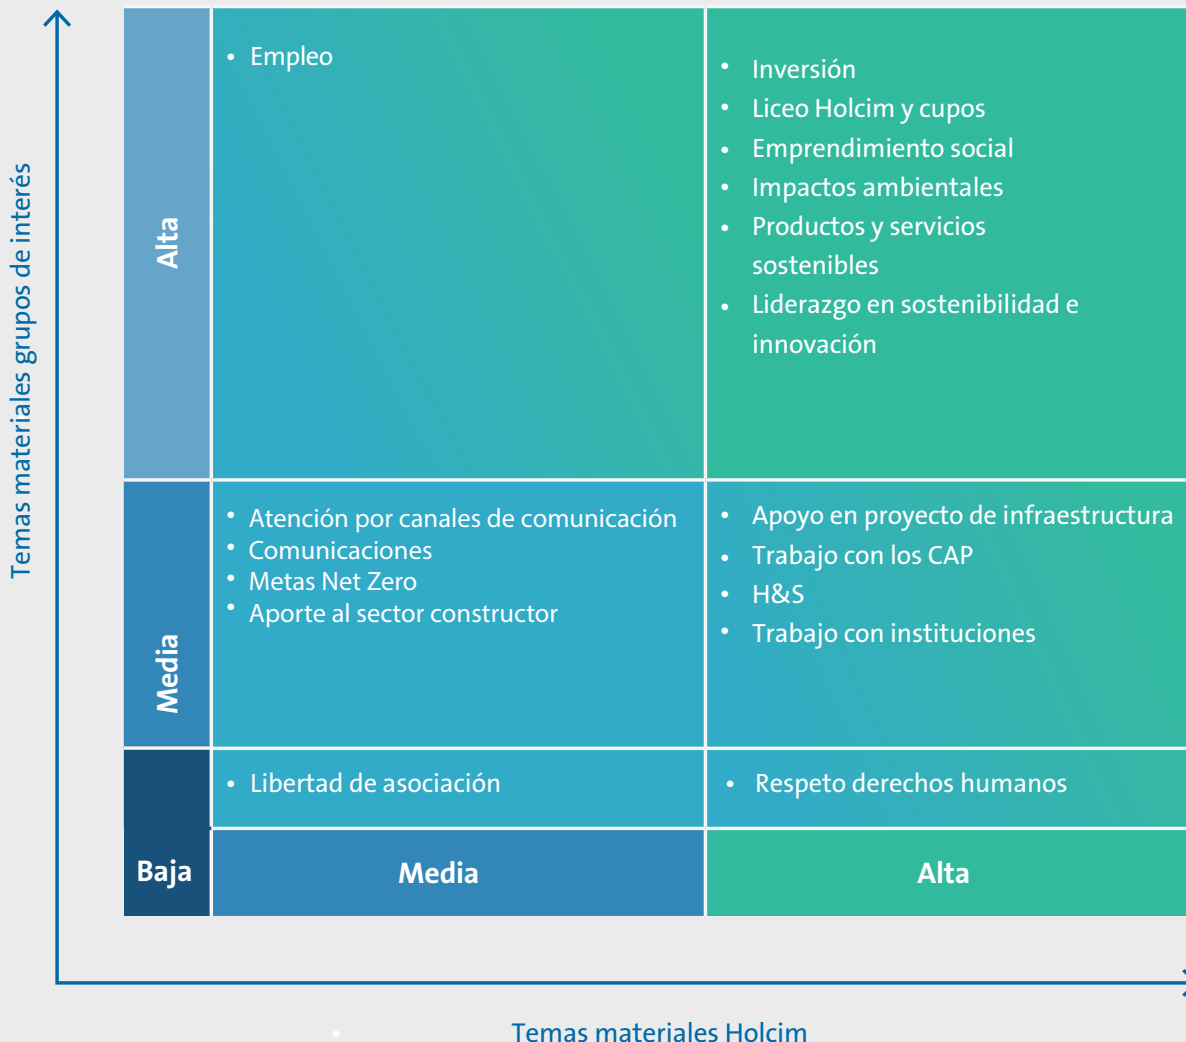 Temas materiales grupos de interés
Alta
• Empleo
• Inversión
• Liceo Holcim y cupos
• Emprendimiento social
• Impactos ambientales
• Productos y servicios
sostenibles
• Liderazgo en sostenibilidad e
innovación
Media
• Atención por canales de comunicación
• Comunicaciones
• Metas Net Zero
• Aporte al sector constructor
• Apoyo en proyecto de infraestructura
• Trabajo con los CAP
• H&S
• Trabajo con instituciones
• Libertad de asociación
• Respeto derechos humanos
Baja
Media
Alta
Temas materiales Holcim